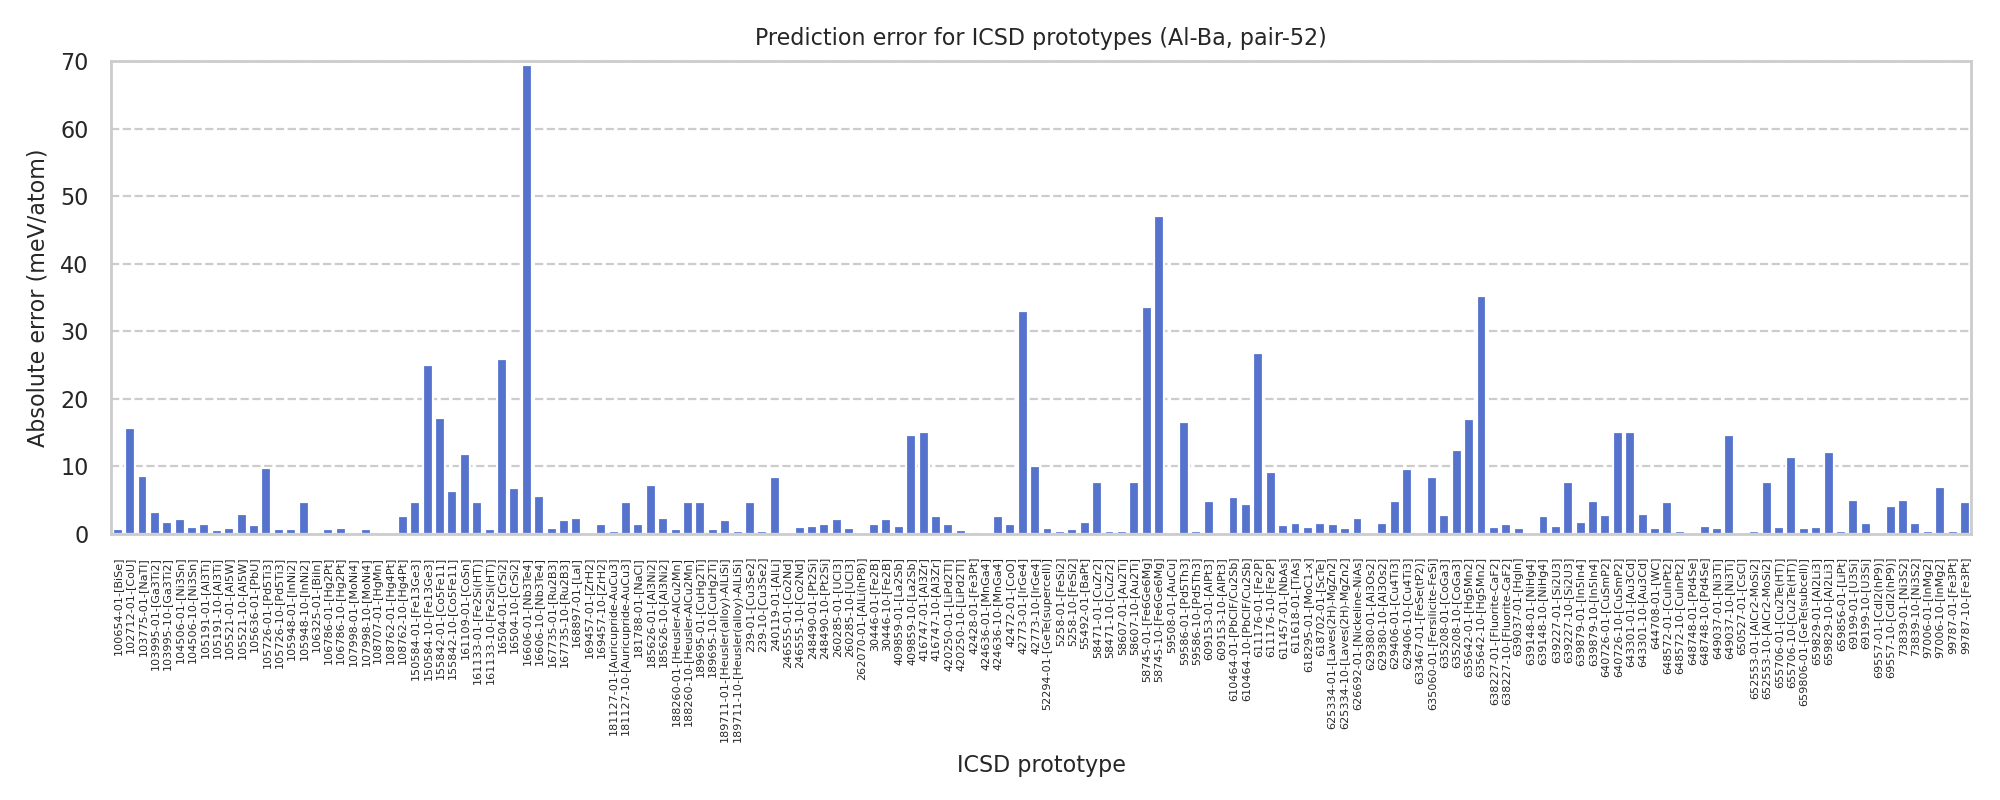 Prediction error for ICSD prototypes (Al-Ba, pair-52)
Absolute error (meV/atom)
70
60
50
40
30
20
10
0
100654-01-[BiSe]
102712-01-[CoU]
103775-01-[NaTl]
103995-01-[Ga3Ti2]
103995-10-[Ga3Ti2]
104506-01-[Ni3Sn]
104506-10-[Ni3Sn]
105191-01-[Al3Ti]
105191-10-[Al3Ti]
105521-01-[Al5W]
105521-10-[Al5W]
105636-01-[PbU]
105726-01-[Pd5Ti3]
105726-10-[Pd5Ti3]
105948-01-[InNi2]
105948-10-[InNi2]
106325-01-[BiIn]
106786-01-[Hg2Pt]
106786-10-[Hg2Pt]
107998-01-[MoNi4]
107998-10-[MoNi4]
108707-01-[HgMn]
108762-01-[Hg4Pt]
108762-10-[Hg4Pt]
150584-01-[Fe13Ge3]
150584-10-[Fe13Ge3]
155842-01-[Co5Fe11]
155842-10-[Co5Fe11]
161109-01-[CoSn]
161133-01-[Fe2Si(HT)]
161133-10-[Fe2Si(HT)]
16504-01-[CrSi2]
16504-10-[CrSi2]
16606-01-[Nb3Te4]
16606-10-[Nb3Te4]
167735-01-[Ru2B3]
167735-10-[Ru2B3]
168897-01-[LaI]
169457-01-[ZrH2]
169457-10-[ZrH2]
181127-01-[Auricupride-AuCu3]
181127-10-[Auricupride-AuCu3]
181788-01-[NaCl]
185626-01-[Al3Ni2]
185626-10-[Al3Ni2]
188260-01-[Heusler-AlCu2Mn]
188260-10-[Heusler-AlCu2Mn]
189695-01-[CuHg2Ti]
189695-10-[CuHg2Ti]
189711-01-[Heusler(alloy)-AlLiSi]
189711-10-[Heusler(alloy)-AlLiSi]
239-01-[Cu3Se2]
239-10-[Cu3Se2]
240119-01-[AlLi]
246555-01-[Co2Nd]
246555-10-[Co2Nd]
248490-01-[Pt2Si]
248490-10-[Pt2Si]
260285-01-[UCl3]
260285-10-[UCl3]
262070-01-[AlLi(hP8)]
30446-01-[Fe2B]
30446-10-[Fe2B]
409859-01-[La2Sb]
409859-10-[La2Sb]
416747-01-[Al3Zr]
416747-10-[Al3Zr]
420250-01-[LiPd2Tl]
420250-10-[LiPd2Tl]
42428-01-[Fe3Pt]
424636-01-[MnGa4]
424636-10-[MnGa4]
42472-01-[CoO]
42773-01-[IrGe4]
42773-10-[IrGe4]
52294-01-[GeTe(supercell)]
5258-01-[FeSi2]
5258-10-[FeSi2]
55492-01-[BaPt]
58471-01-[CuZr2]
58471-10-[CuZr2]
58607-01-[Au2Ti]
58607-10-[Au2Ti]
58745-01-[Fe6Ge6Mg]
58745-10-[Fe6Ge6Mg]
59508-01-[AuCu]
59586-01-[Pd5Th3]
59586-10-[Pd5Th3]
609153-01-[AlPt3]
609153-10-[AlPt3]
610464-01-[PbClF/Cu2Sb]
610464-10-[PbClF/Cu2Sb]
611176-01-[Fe2P]
611176-10-[Fe2P]
611457-01-[NbAs]
611618-01-[TiAs]
618295-01-[MoC1-x]
618702-01-[ScTe]
625334-01-[Laves(2H)-MgZn2]
625334-10-[Laves(2H)-MgZn2]
626692-01-[Nickeline-NiAs]
629380-01-[Al3Os2]
629380-10-[Al3Os2]
629406-01-[Cu4Ti3]
629406-10-[Cu4Ti3]
633467-01-[FeSe(tP2)]
635060-01-[Fersilicite-FeSi]
635208-01-[CoGa3]
635208-10-[CoGa3]
635642-01-[Hg5Mn2]
635642-10-[Hg5Mn2]
638227-01-[Fluorite-CaF2]
638227-10-[Fluorite-CaF2]
639037-01-[HgIn]
639148-01-[NiHg4]
639148-10-[NiHg4]
639227-01-[Si2U3]
639227-10-[Si2U3]
639879-01-[In5In4]
639879-10-[In5In4]
640726-01-[CuSmP2]
640726-10-[CuSmP2]
643301-01-[Au3Cd]
643301-10-[Au3Cd]
644708-01-[WC]
648572-01-[CuInPt2]
648572-10-[CuInPt2]
648748-01-[Pd4Se]
648748-10-[Pd4Se]
649037-01-[Ni3Ti]
649037-10-[Ni3Ti]
650527-01-[CsCl]
652553-01-[AlCr2-MoSi2]
652553-10-[AlCr2-MoSi2]
655706-01-[Cu2Te(HT)]
655706-10-[Cu2Te(HT)]
659806-01-[GeTe(subcell)]
659829-01-[Al2Li3]
659829-10-[Al2Li3]
659856-01-[LiPt]
69199-01-[U3Si]
69199-10-[U3Si]
69557-01-[CdI2(hP9)]
69557-10-[CdI2(hP9)]
73839-01-[Ni3S2]
73839-10-[Ni3S2]
97006-01-[InMg2]
97006-10-[InMg2]
99787-01-[Fe3Pt]
99787-10-[Fe3Pt]
ICSD prototype